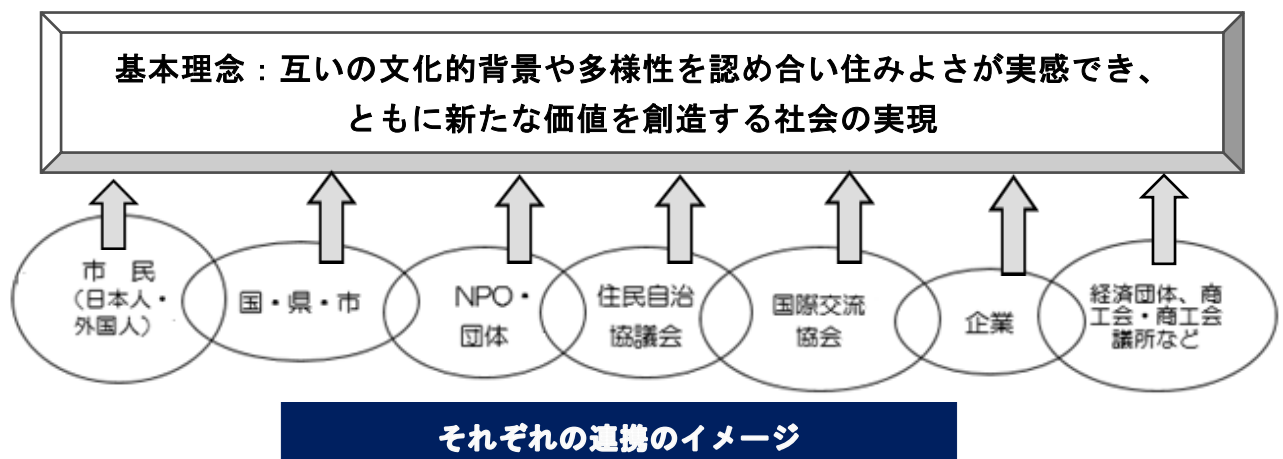 基本理念：互いの文化的背景や多様性を認め合い住みよさが実感でき、
ともに新たな価値を創造する社会の実現
市　民
（日本人・
外国人）
国・県・市
NPO・
団体
住民自治
協議会
国際交流
協会
企業
経済団体、商
工会・商工会
議所など
それぞれの連携のイメージ